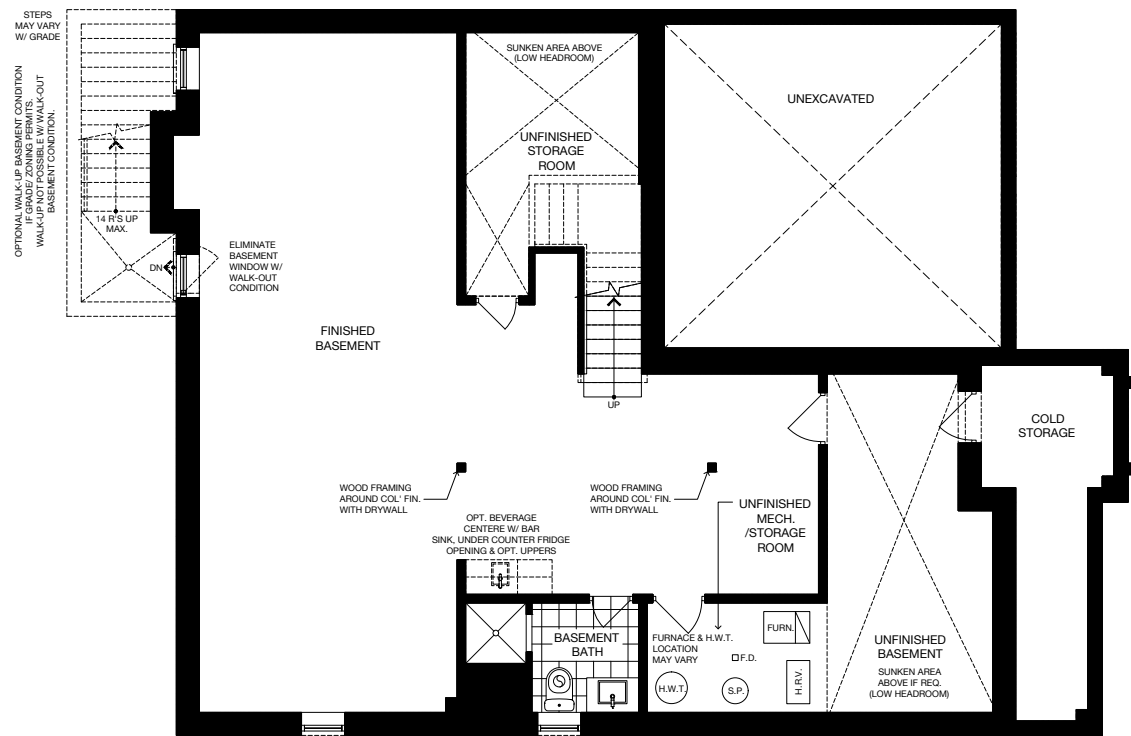 STEPS
MAY VARY
W/ GRADE
OPTIONAL WALK-UP BASEMENT CONDITION
IF GRADE/ ZONING PERMITS.
WALK-UP NOT POSSIBLE W/ WALK-OUT
BASEMENT CONDITION.
14 R'S UP
MAX.
DN
ELIMINATE
BASEMENT
WINDOW W/
WALK-OUT
CONDITION
FINISHED
BASEMENT
SUNKEN AREA ABOVE
(LOW HEADROOM)
UNFINISHED
STORAGE
ROOM
UNEXCAVATED
UP
COLD
STORAGE
WOOD FRAMING
AROUND COL' FIN.
WITH DRYWALL
WOOD FRAMING
AROUND COL' FIN.
WITH DRYWALL
UNFINISHED
MECH.
/STORAGE
ROOM
OPT. BEVERAGE
CENTERE W/ BAR
SINK, UNDER COUNTER FRIDGE
OPENING & OPT. UPPERS
BASEMENT
BATH
FURNACE & H.W.T.
LOCATION
MAY VARY
FURN.
F.D.
H.W.T.
S.P.
H.R.V.
UNFINISHED
BASEMENT
SUNKEN AREA
ABOVE IF REQ.
(LOW HEADROOM)